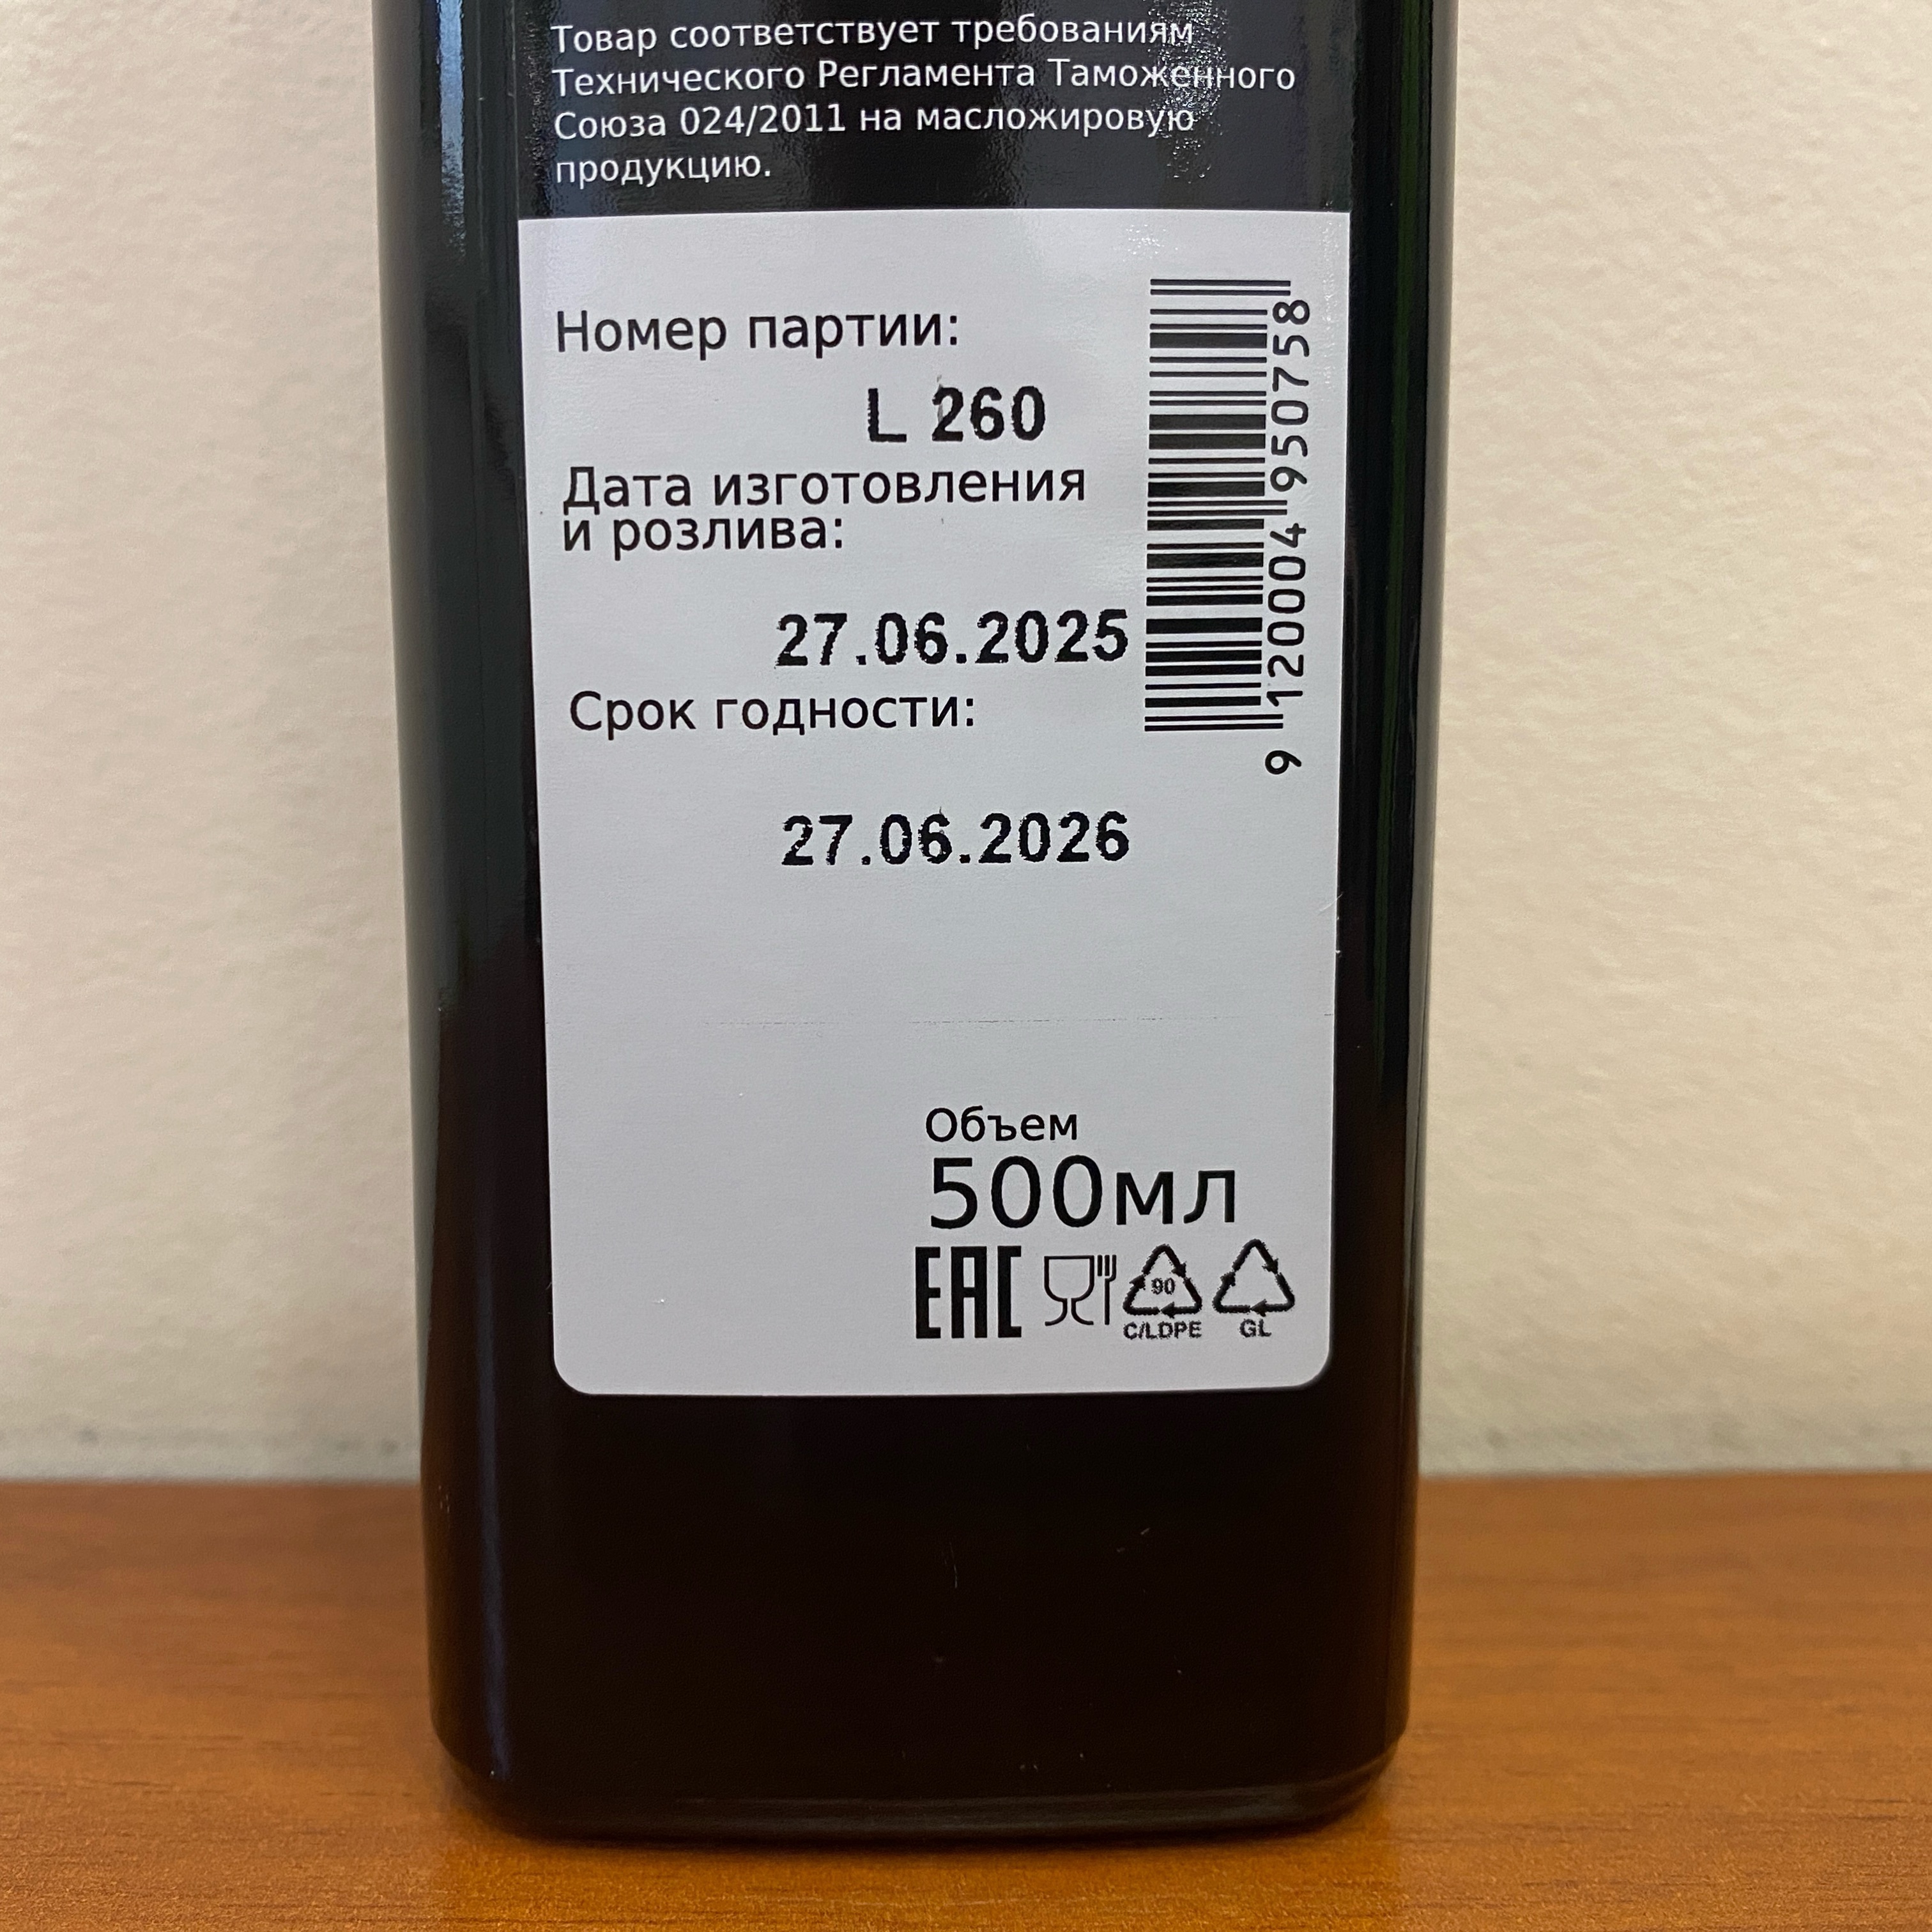 Товар соответствует требованиям
Технического Регламента Таможенного
Союза 024/2011 на масложировую
продукцию.
Номер партии:
L 260
Дата изготовления
и розлива:
27.06.2025
Срок годности:
27.06.2026
9 120004 950758
Объем
500мл
EAC
90
C/LDPE
GL